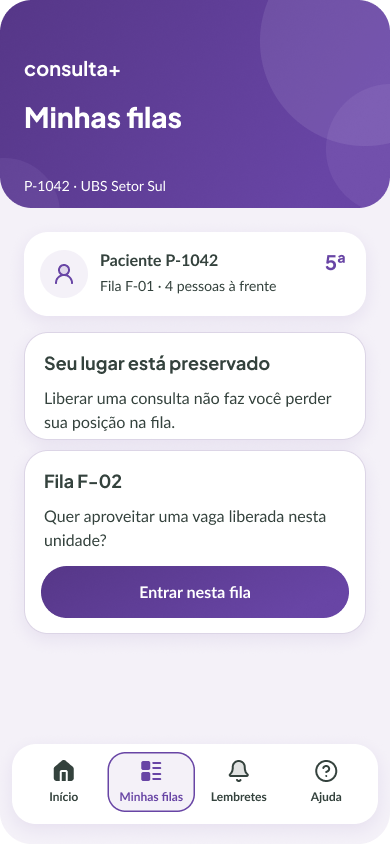 consulta+
Minhas filas
P-1042 · UBS Setor Sul
Paciente P-1042
5ª
Fila F-01 · 4 pessoas à frente
Seu lugar está preservado
Liberar uma consulta não faz você perder
sua posição na fila.
Fila F-02
Quer aproveitar uma vaga liberada nesta
unidade?
Entrar nesta fila
Início
Minhas filas
Lembretes
Ajuda